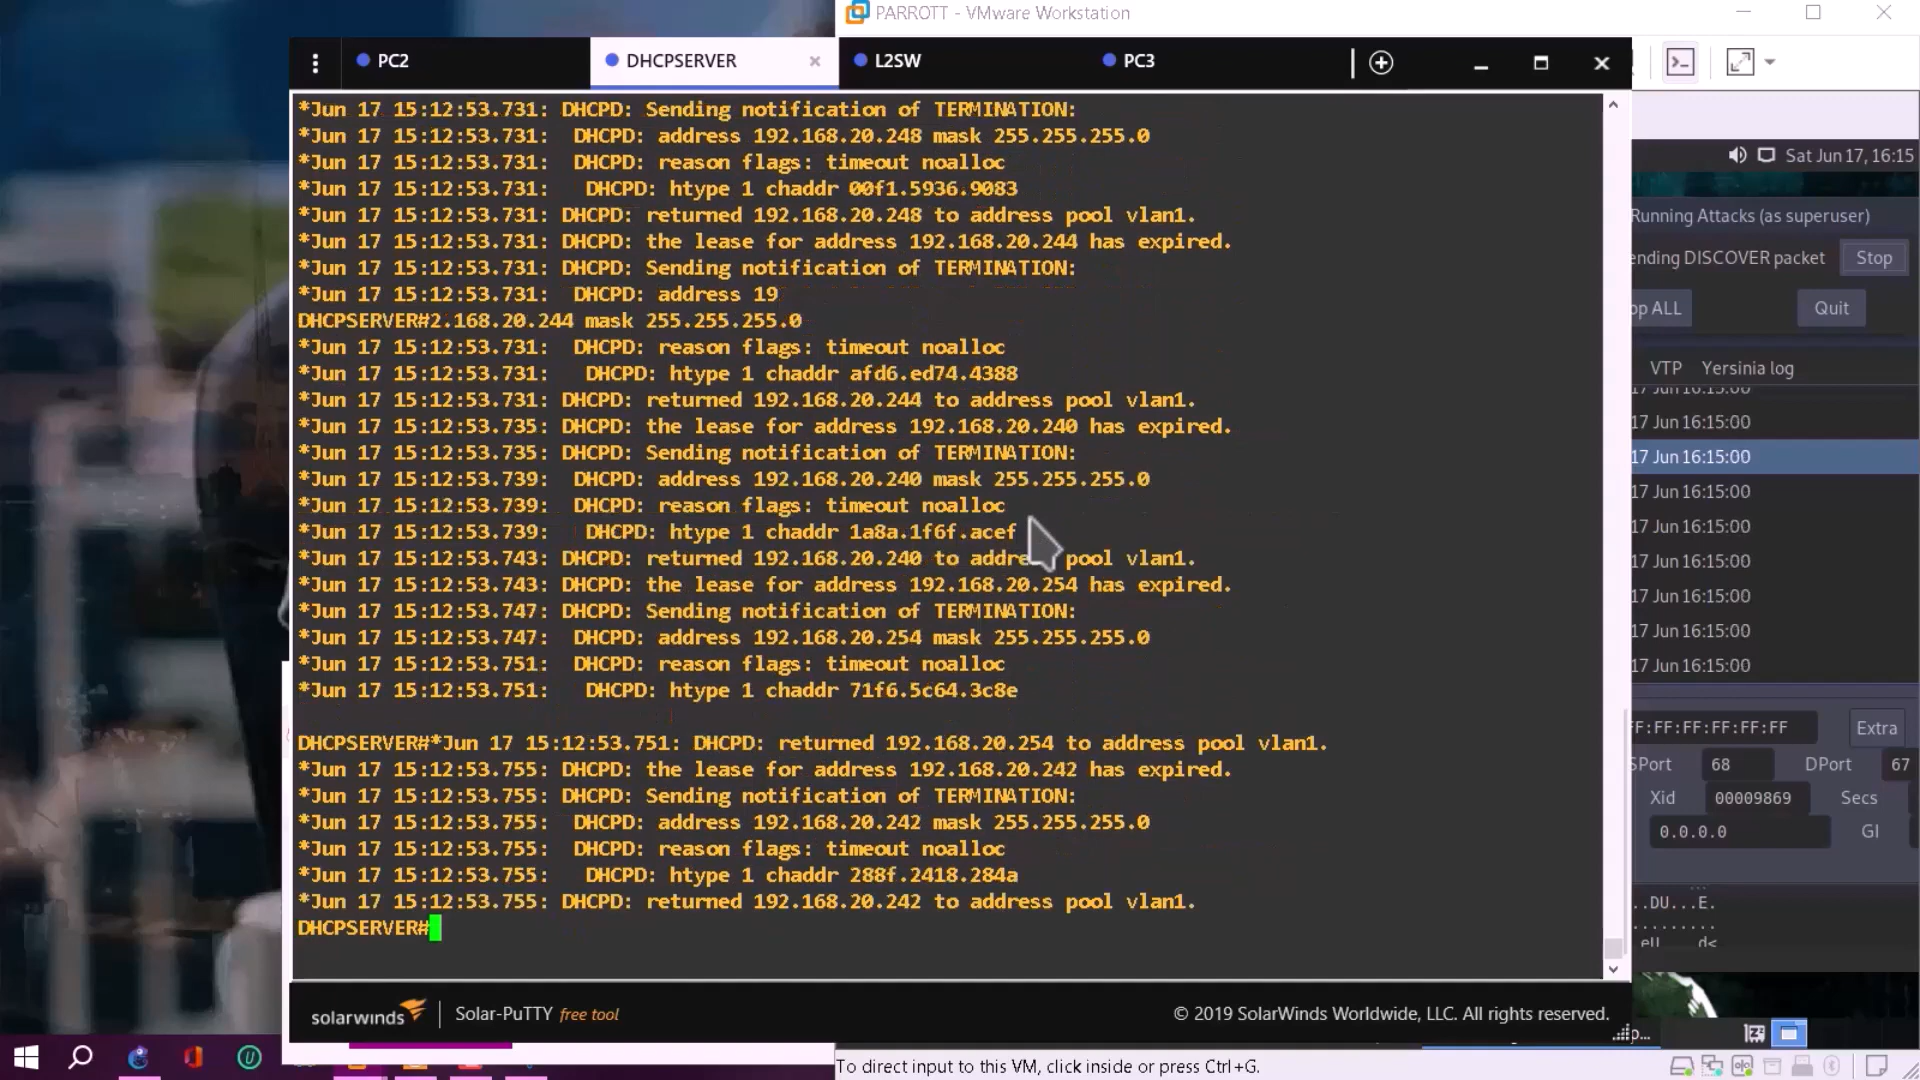 PARROTT - VMware Workstation
PC2
DHCPSERVER
L2SW
PC3
*Jun 17 15:12:53.731: DHCPD: Sending notification of TERMINATION:
*Jun 17 15:12:53.731:  DHCPD: address 192.168.20.248 mask 255.255.255.0
*Jun 17 15:12:53.731:  DHCPD: reason flags: timeout noalloc
*Jun 17 15:12:53.731:   DHCPD: htype 1 chaddr 00f1.5936.9083
*Jun 17 15:12:53.731: DHCPD: returned 192.168.20.248 to address pool vlan1.
*Jun 17 15:12:53.731: DHCPD: the lease for address 192.168.20.244 has expired.
*Jun 17 15:12:53.731: DHCPD: Sending notification of TERMINATION:
*Jun 17 15:12:53.731:  DHCPD: address 19
DHCPSERVER#2.168.20.244 mask 255.255.255.0
*Jun 17 15:12:53.731:  DHCPD: reason flags: timeout noalloc
*Jun 17 15:12:53.731:   DHCPD: htype 1 chaddr afd6.ed74.4388
*Jun 17 15:12:53.731: DHCPD: returned 192.168.20.244 to address pool vlan1.
*Jun 17 15:12:53.735: DHCPD: the lease for address 192.168.20.240 has expired.
*Jun 17 15:12:53.735: DHCPD: Sending notification of TERMINATION:
*Jun 17 15:12:53.739:  DHCPD: address 192.168.20.240 mask 255.255.255.0
*Jun 17 15:12:53.739:  DHCPD: reason flags: timeout noalloc
*Jun 17 15:12:53.739:   DHCPD: htype 1 chaddr 1a8a.1f6f.acef
*Jun 17 15:12:53.743: DHCPD: returned 192.168.20.240 to address pool vlan1.
*Jun 17 15:12:53.743: DHCPD: the lease for address 192.168.20.254 has expired.
*Jun 17 15:12:53.747: DHCPD: Sending notification of TERMINATION:
*Jun 17 15:12:53.747:  DHCPD: address 192.168.20.254 mask 255.255.255.0
*Jun 17 15:12:53.751:  DHCPD: reason flags: timeout noalloc
*Jun 17 15:12:53.751:   DHCPD: htype 1 chaddr 71f6.5c64.3c8e
DHCPSERVER#*Jun 17 15:12:53.751: DHCPD: returned 192.168.20.254 to address pool vlan1.
*Jun 17 15:12:53.755: DHCPD: the lease for address 192.168.20.242 has expired.
*Jun 17 15:12:53.755: DHCPD: Sending notification of TERMINATION:
*Jun 17 15:12:53.755:  DHCPD: address 192.168.20.242 mask 255.255.255.0
*Jun 17 15:12:53.755:  DHCPD: reason flags: timeout noalloc
*Jun 17 15:12:53.755:   DHCPD: htype 1 chaddr 288f.2418.284a
*Jun 17 15:12:53.755: DHCPD: returned 192.168.20.242 to address pool vlan1.
DHCPSERVER#
solarwinds
Solar-PuTTY free tool
© 2019 SolarWinds Worldwide, LLC. All rights reserved.
Sat Jun 17, 16:15
Running Attacks (as superuser)
ending DISCOVER packet
Stop
op ALL
Quit
VTP
Yersinia log
17 Jun 16:15:00
17 Jun 16:15:00
17 Jun 16:15:00
17 Jun 16:15:00
17 Jun 16:15:00
17 Jun 16:15:00
17 Jun 16:15:00
17 Jun 16:15:00
FF:FF:FF:FF:FF:FF
Extra
SPort 68 DPort 67
Xid 00009869 Secs
0.0.0.0 GI
..DU...E.
.........
eU   d<
p...
To direct input to this VM, click inside or press Ctrl+G.